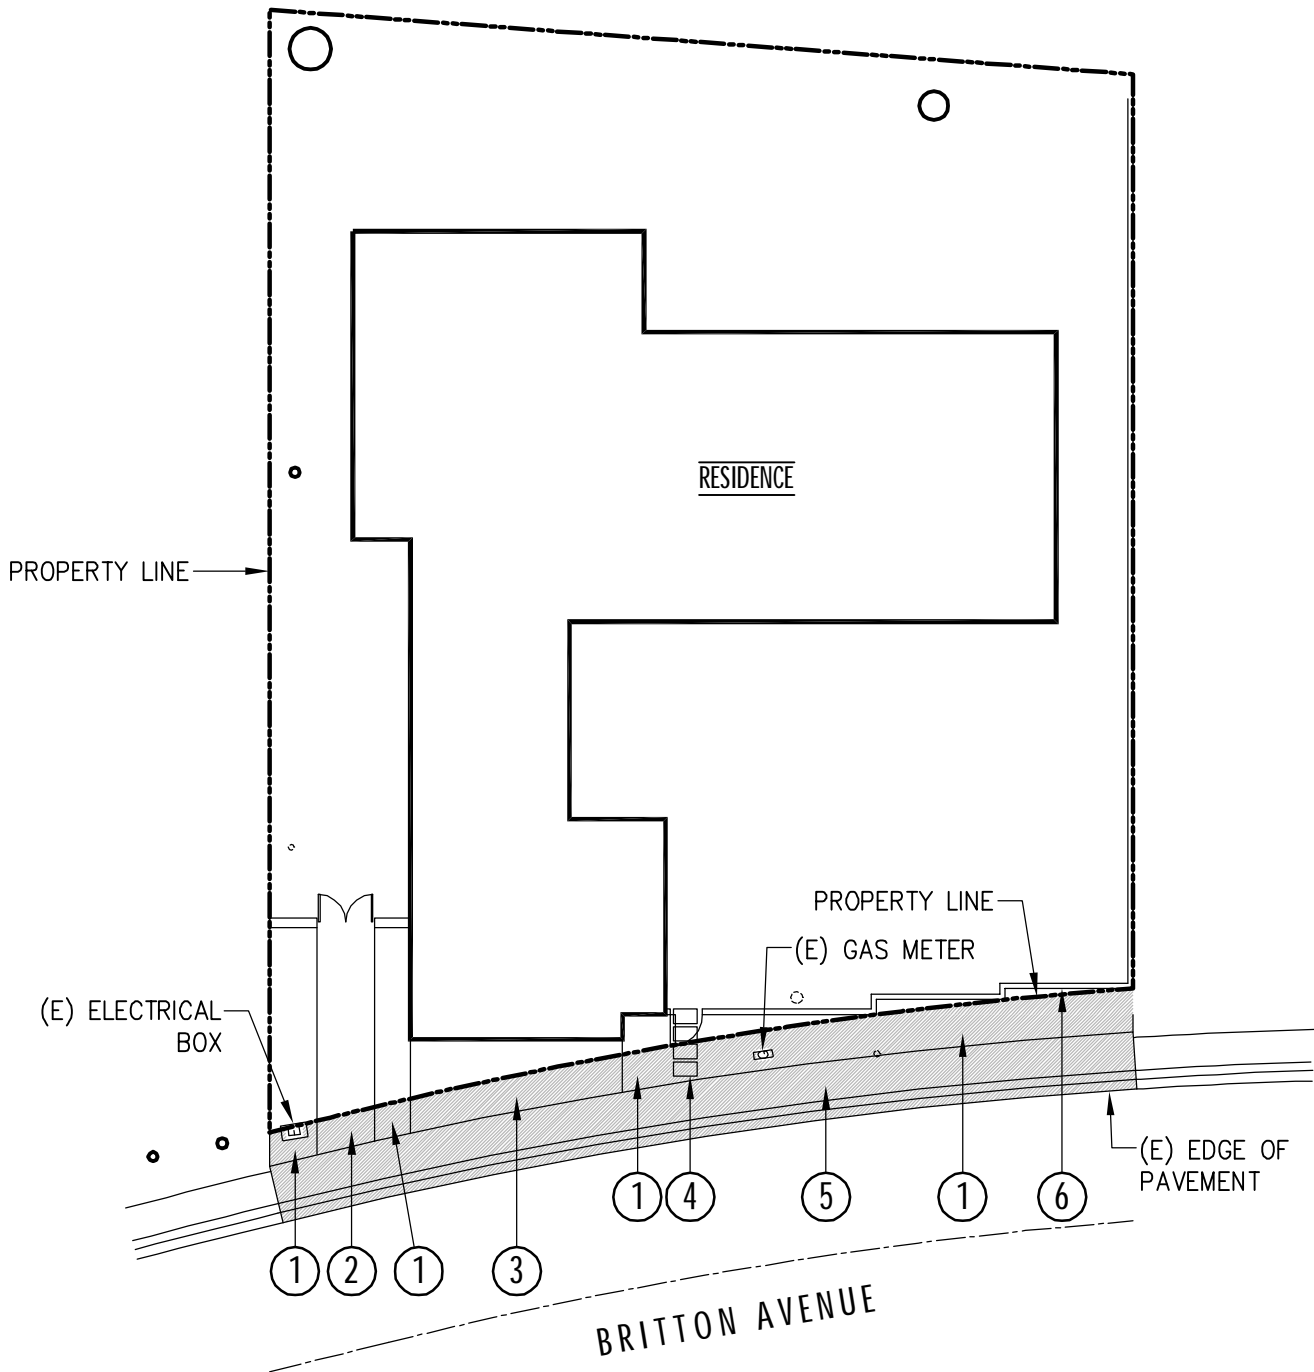 RESIDENCE
PROPERTY LINE
PROPERTY LINE
(E) GAS METER
(E) ELECTRICAL
BOX
(E) EDGE OF
PAVEMENT
1
4
5
1
6
1
2
1
3
BRITTON AVENUE